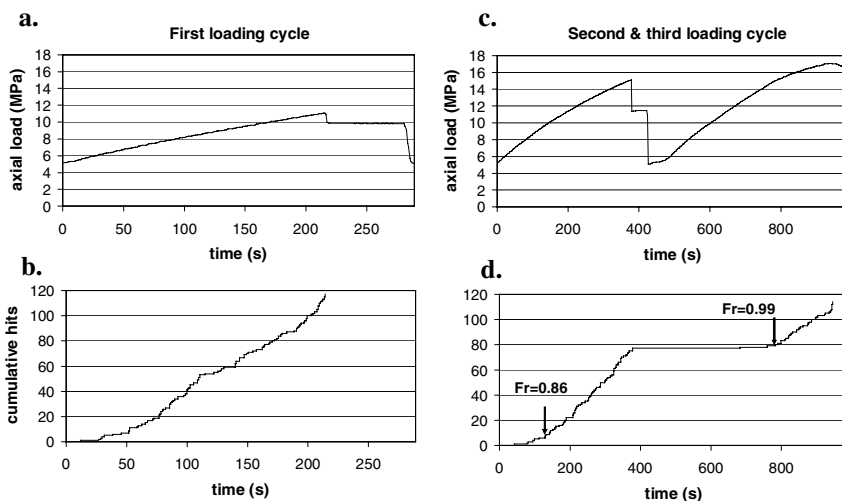 a.
First loading cycle
axial load (MPa)
18
16
14
12
10
8
6
4
2
0
0 50 100 150 200 250
time (s)
b.
cumulative hits
120
100
80
60
40
20
0
0 50 100 150 200 250
time (s)
c.
Second & third loading cycle
axial load (MPa)
18
16
14
12
10
8
6
4
2
0
0 200 400 600 800
time (s)
d.
120
100
80
60
40
20
0
Fr=0.99
Fr=0.86
0 200 400 600 800
time (s)